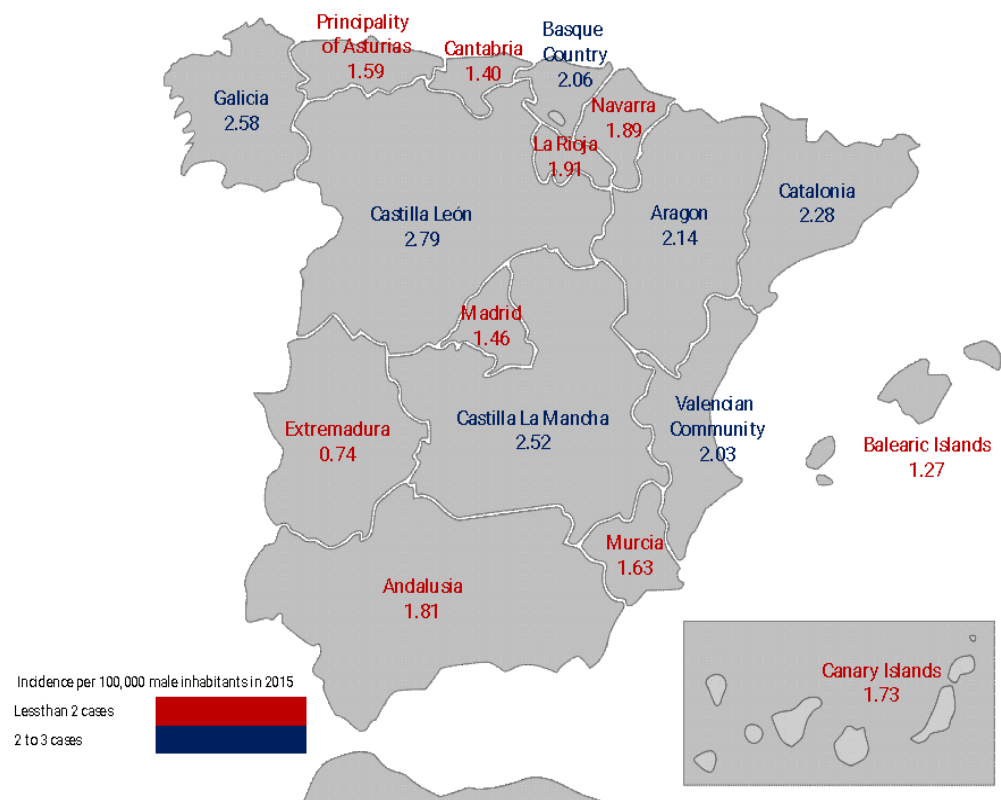 Principality
of Asturias
1.59
Cantabria
1.40
Basque
Country
2.06
Galicia
2.58
Navarra
1.89
La Rioja
1.91
Castilla León
2.79
Aragon
2.14
Catalonia
2.28
Madrid
1.46
Extremadura
0.74
Castilla La Mancha
2.52
Valencian
Community
2.03
Balearic Islands
1.27
Murcia
1.63
Andalusia
1.81
Canary Islands
1.73
Incidence per 100,000 male inhabitants in 2015
Lessthan 2 cases
2 to 3 cases